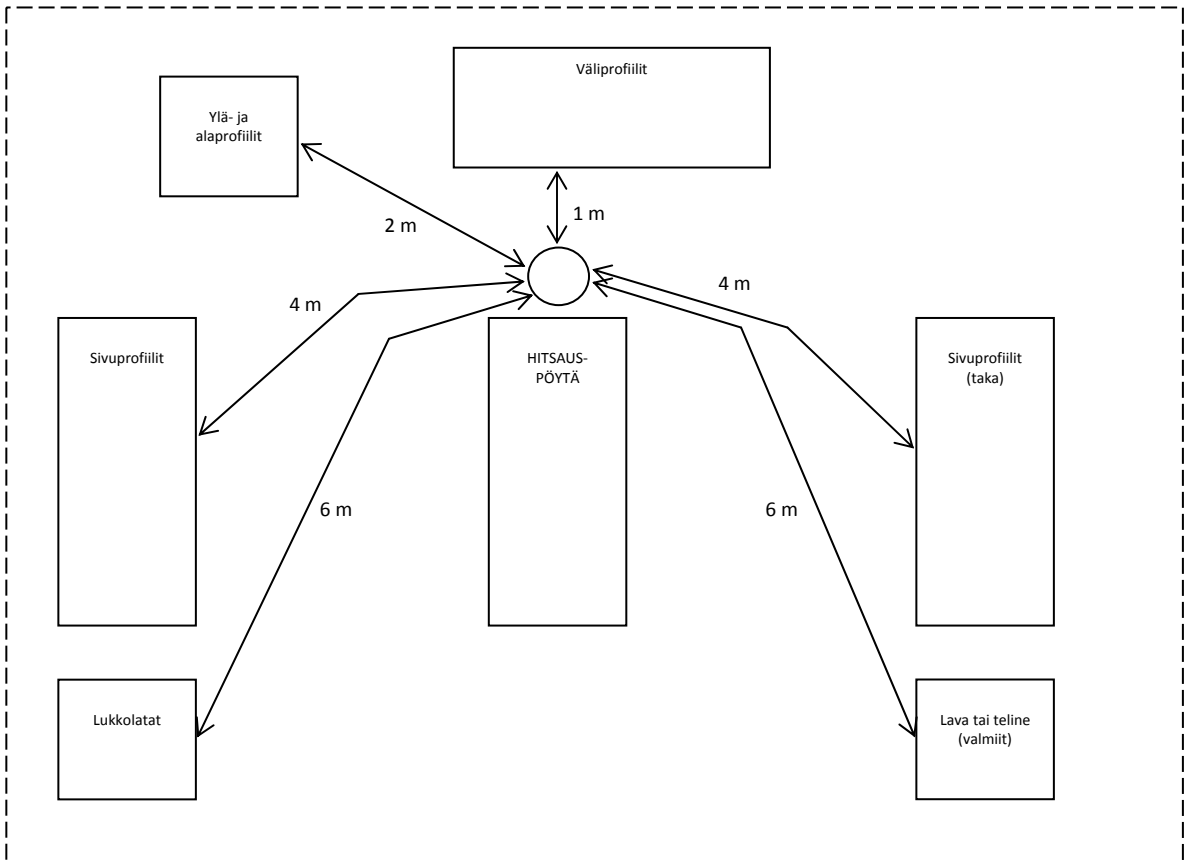 Väliprofiilit
Ylä- ja
alaprofiilit
1 m
2 m
4 m
4 m
Sivuprofiilit
HITSAUS-
PÖYTÄ
Sivuprofiilit
(taka)
6 m
6 m
Lukkolatat
Lava tai teline
(valmiit)